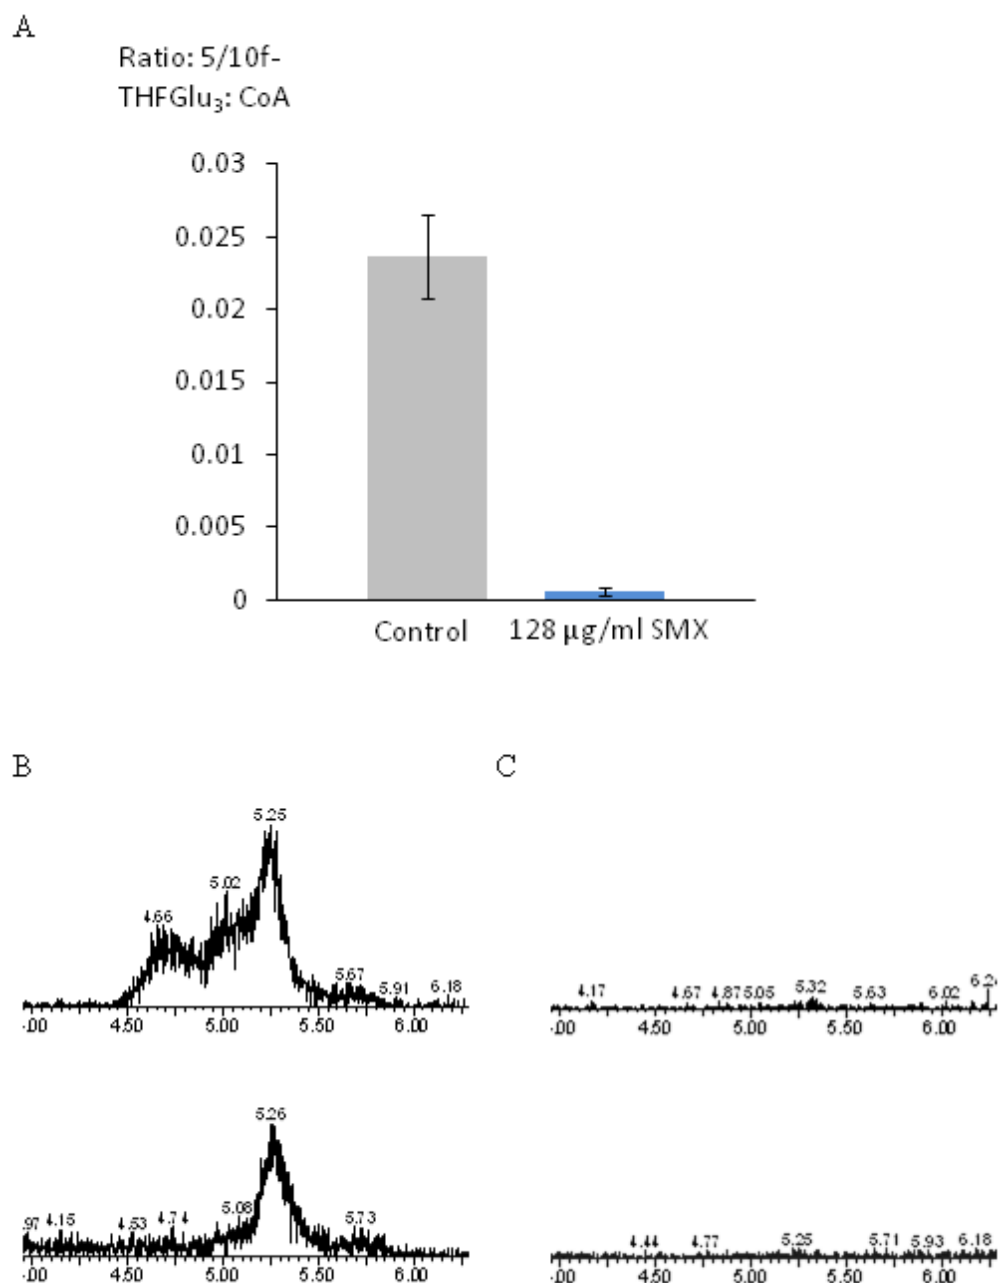 A
Ratio: 5/10f-
THFGlu₃: CoA
0.03
0.025
0.02
0.015
0.01
0.005
0
Control 128 µg/ml SMX
B C
5.25
5.02
4.66
5.67 5.91 6.18
.00 4.50 5.00 5.50 6.00
4.17 4.67 4.87 5.05 5.32 5.63 6.02
.00 4.50 5.00 5.50 6.00
5.26
.97 4.15 4.53 4.74 5.08 5.73
.00 4.50 5.00 5.50 6.00
4.44 4.77 5.25 5.71 5.93 6.18
.00 4.50 5.00 5.50 6.00